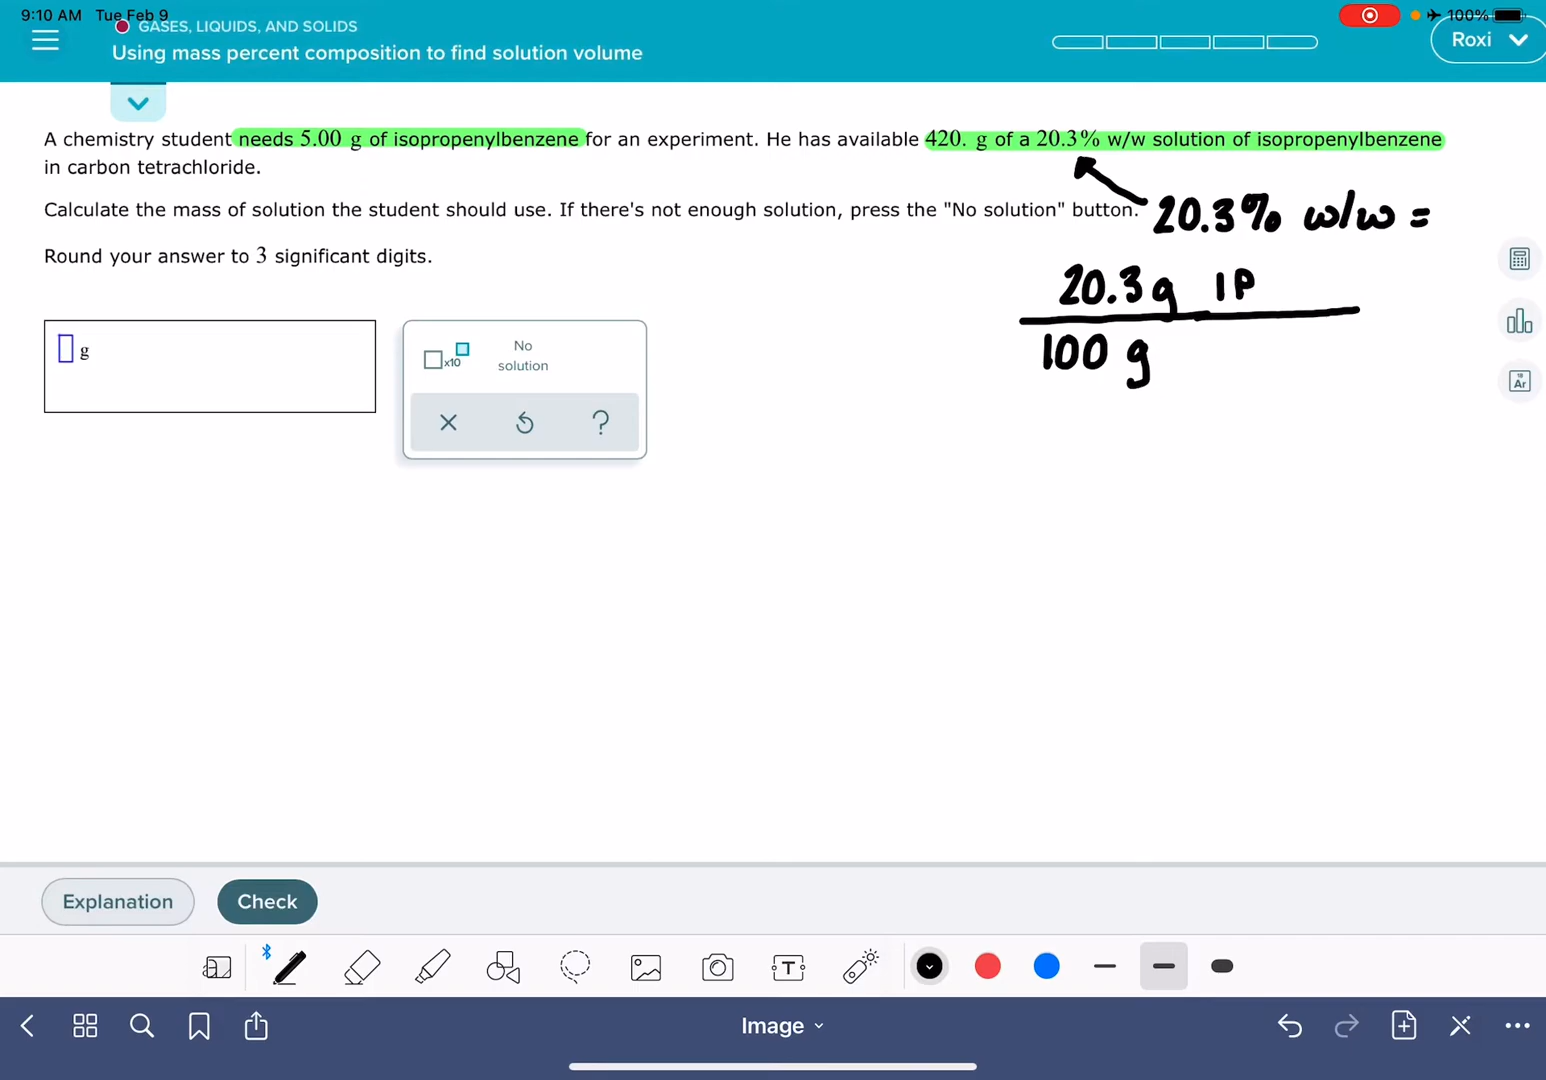 9:10 AM Tue Feb 9
100%
GASES, LIQUIDS, AND SOLIDS
Using mass percent composition to find solution volume
Roxi
A chemistry student needs 5.00 g of isopropenylbenzene for an experiment. He has available 420. g of a 20.3% w/w solution of isopropenylbenzene
in carbon tetrachloride.
Calculate the mass of solution the student should use. If there's not enough solution, press the "No solution" button.
20.3% w/w =
Round your answer to 3 significant digits.
20.3 g IP
100 g
g
x10
No
solution
?
18
Ar
Explanation
Check
a
T
Image